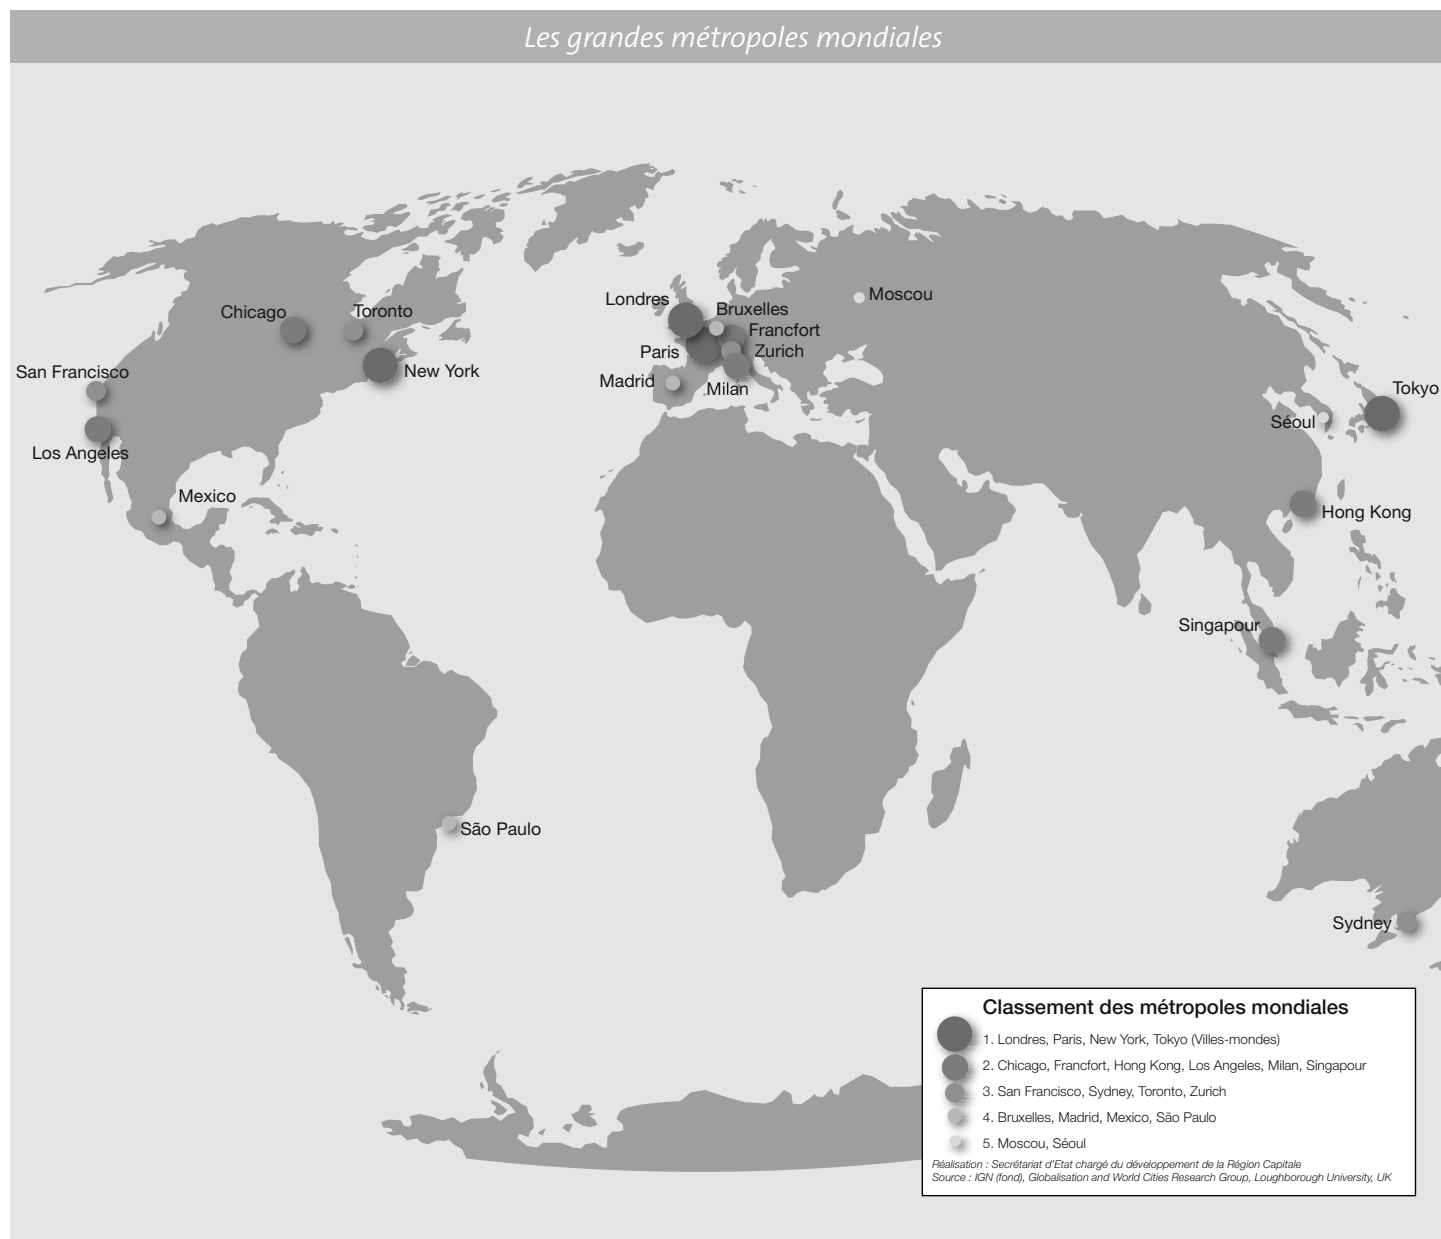 Les grandes métropoles mondiales
Londres
Bruxelles
Moscou
Chicago
Toronto
Francfort
Paris
Zurich
New York
San Francisco
Madrid
Milan
Tokyo
Séoul
Los Angeles
Mexico
Hong Kong
Singapour
São Paulo
Sydney
Classement des métropoles mondiales
1. Londres, Paris, New York, Tokyo (Villes-mondes)
2. Chicago, Francfort, Hong Kong, Los Angeles, Milan, Singapour
3. San Francisco, Sydney, Toronto, Zurich
4. Bruxelles, Madrid, Mexico, São Paulo
5. Moscou, Séoul
Réalisation : Secrétariat d'Etat chargé du développement de la Région Capitale
Source : IGN (fond), Globalisation and World Cities Research Group, Loughborough University, UK